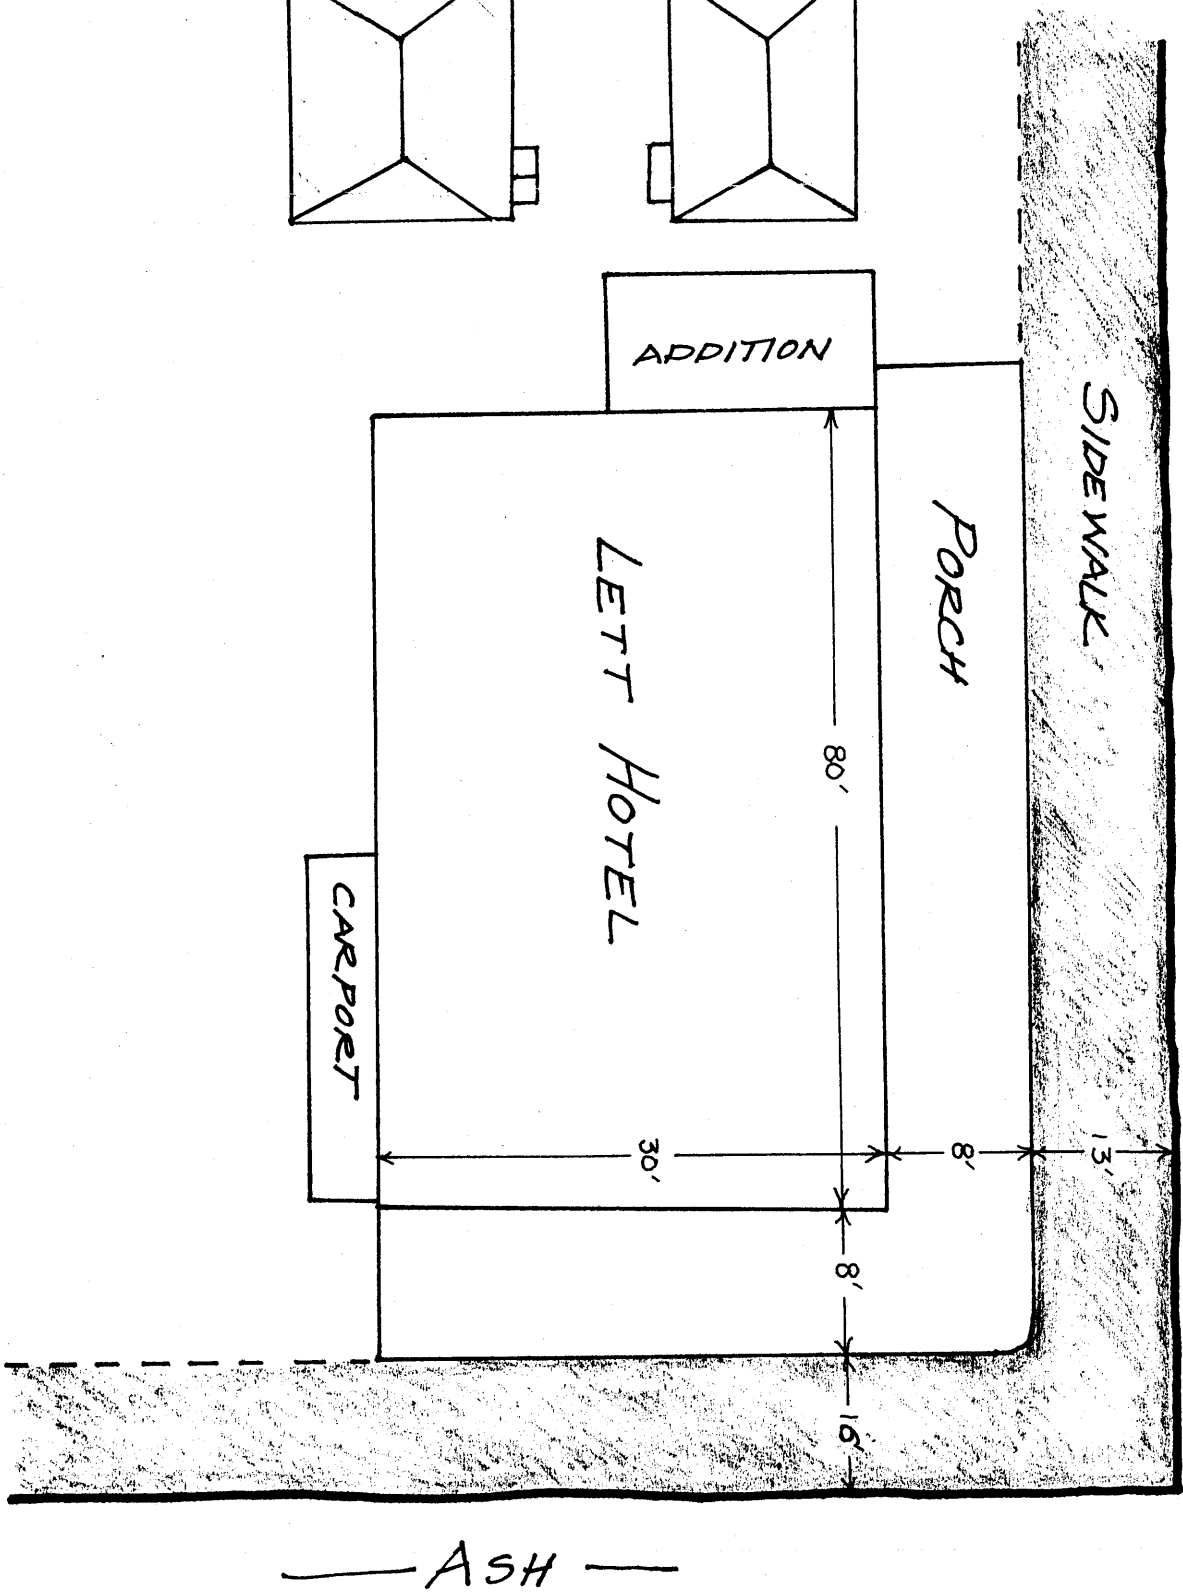 ADDITION
SIDEWALK
PORCH
LETT HOTEL
80'
CARPORT
30'
8'
13'
8'
16'
ASH